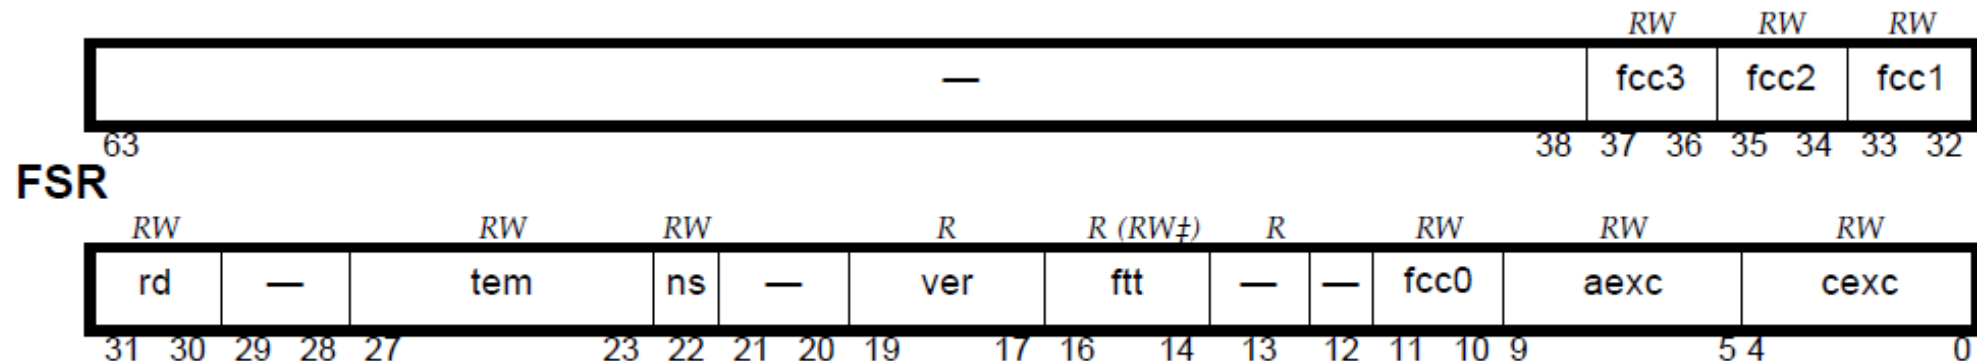 RW RW RW
— fcc3 fcc2 fcc1
63 38 37 36 35 34 33 32
FSR
RW RW RW R R (RW‡) R RW RW RW
rd — tem ns — ver ftt — — fcc0 aexc cexc
31 30 29 28 27 23 22 21 20 19 17 16 14 13 12 11 10 9 5 4 0